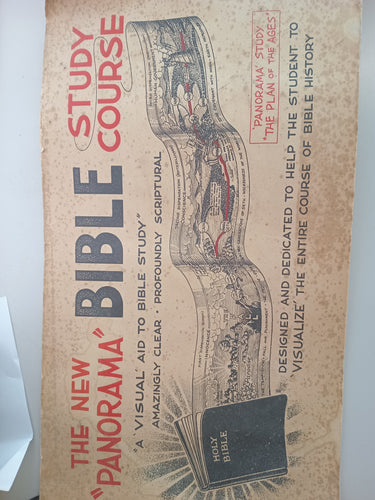 THE NEW
"PANORAMA" BIBLE STUDY
COURSE
"A 'VISUAL' AID TO BIBLE STUDY"
AMAZINGLY CLEAR · PROFOUNDLY SCRIPTURAL
"PANORAMA" STUDY
"THE PLAN OF THE AGES"
HOLY
BIBLE
DESIGNED AND DEDICATED TO HELP THE STUDENT TO
"VISUALIZE" THE ENTIRE COURSE OF BIBLE HISTORY